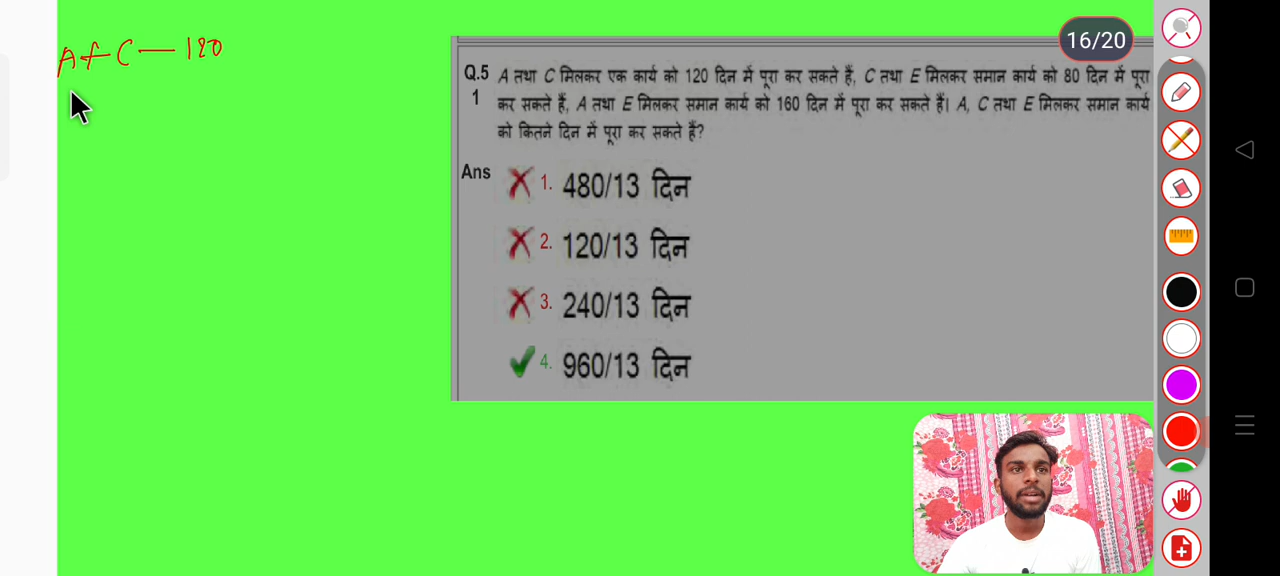 A + C — 120
16/20
Q.5
1
A तथा C मिलकर एक कार्य को 120 दिन में पूरा कर सकते हैं, C तथा E मिलकर समान कार्य को 80 दिन में पूरा
कर सकते हैं, A तथा E मिलकर समान कार्य को 160 दिन में पूरा कर सकते हैं। A, C तथा E मिलकर समान कार्य
को कितने दिन में पूरा कर सकते हैं?
Ans
1. 480/13 दिन
2. 120/13 दिन
3. 240/13 दिन
4. 960/13 दिन